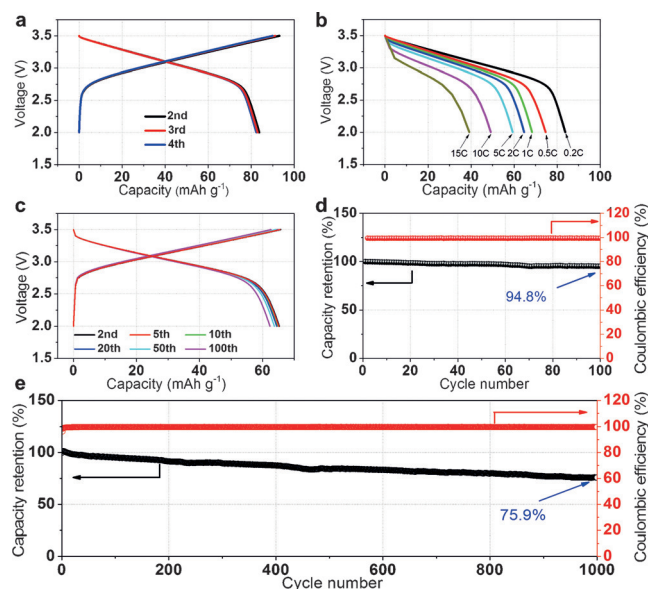 a
3.5
3.0
2.5
2.0
1.5
Voltage (V)
2nd
3rd
4th
0 20 40 60 80 100
Capacity (mAh g⁻¹)
b
3.5
3.0
2.5
2.0
1.5
Voltage (V)
15C 10C 5C 2C 1C 0.5C 0.2C
0 20 40 60 80 100
Capacity (mAh g⁻¹)
c
3.5
3.0
2.5
2.0
1.5
Voltage (V)
2nd 5th 10th
20th 50th 100th
0 20 40 60
Capacity (mAh g⁻¹)
d
150
125
100
75
50
25
0
Capacity retention (%)
94.8%
120
100
80
60
40
20
0
Coulombic efficiency (%)
0 20 40 60 80 100
Cycle number
e
150
100
50
0
Capacity retention (%)
75.9%
120
100
80
60
40
20
0
Coulombic efficiency (%)
0 200 400 600 800 1000
Cycle number